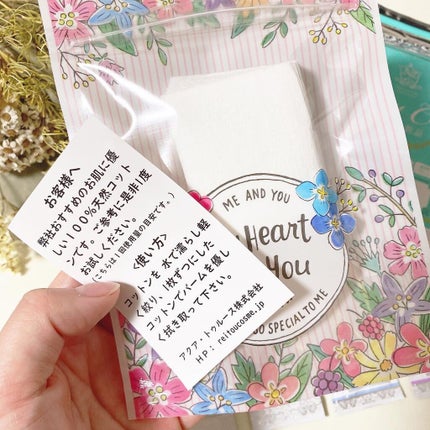 お客様へ
弊社おすすめのお肌に優
しい100%天然コット
ンです。ご参考に是非1度
お試しください。
(こちらは1回使用量の目安です。)
<使い方>
コットンを水で濡らし軽
く絞り、1枚ずつにした
コットンでパームを優し
く拭き取って下さい。
アクア・トゥルース株式会社
HP：reitoucosme.jp
ME AND YOU
Heart
You
SO SPECIAL TO ME